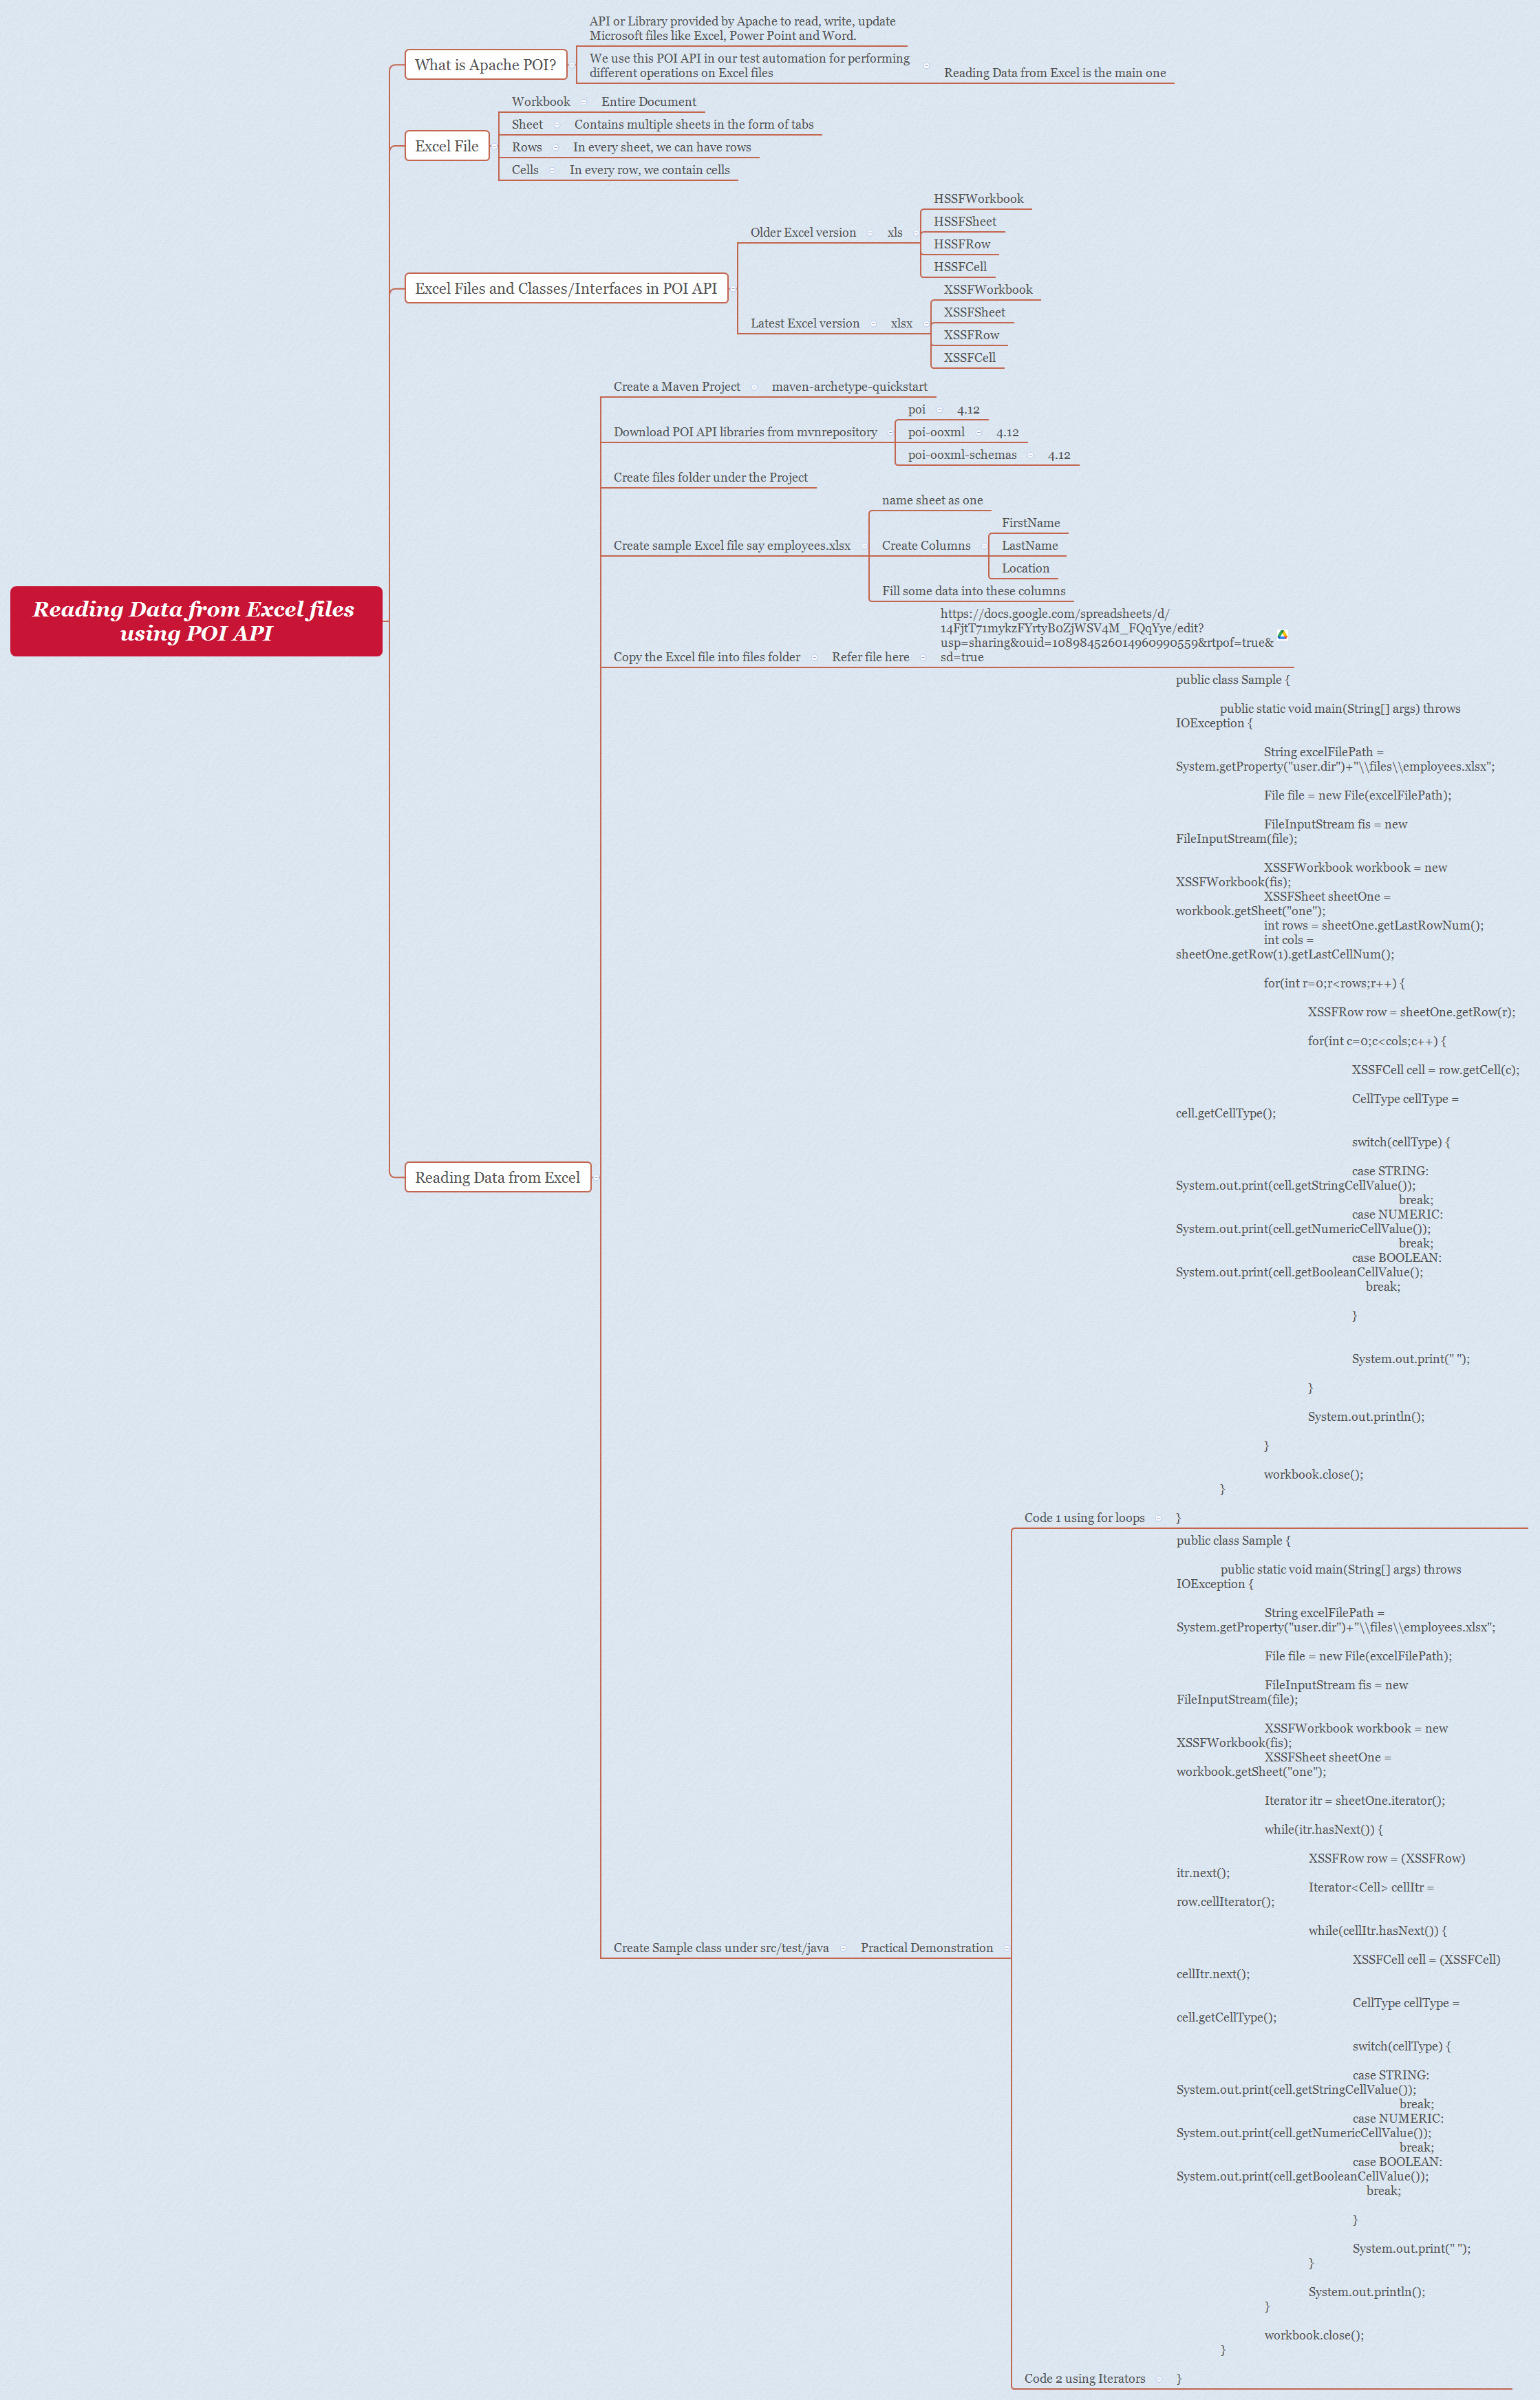 Reading Data from Excel files
using POI API
What is Apache POI?
API or Library provided by Apache to read, write, update
Microsoft files like Excel, Power Point and Word.
We use this POI API in our test automation for performing
different operations on Excel files
Reading Data from Excel is the main one
Excel File
Workbook
Entire Document
Sheet
Contains multiple sheets in the form of tabs
Rows
In every sheet, we can have rows
Cells
In every row, we contain cells
Excel Files and Classes/Interfaces in POI API
Older Excel version
xls
HSSFWorkbook
HSSFSheet
HSSFRow
HSSFCell
Latest Excel version
xlsx
XSSFWorkbook
XSSFSheet
XSSFRow
XSSFCell
Reading Data from Excel
Create a Maven Project
maven-archetype-quickstart
Download POI API libraries from mvnrepository
poi
4.12
poi-ooxml
4.12
poi-ooxml-schemas
4.12
Create files folder under the Project
Create sample Excel file say employees.xlsx
name sheet as one
Create Columns
FirstName
LastName
Location
Fill some data into these columns
Copy the Excel file into files folder
Refer file here
https://docs.google.com/spreadsheets/d/
14FjtT71mykzFYrtyB0ZjWSV4M_FQqYye/edit?
usp=sharing&ouid=108984526014960990559&rtpof=true&
sd=true
Create Sample class under src/test/java
Practical Demonstration
Code 1 using for loops
public class Sample {
public static void main(String[] args) throws
IOException {
String excelFilePath =
System.getProperty("user.dir")+"\\files\\employees.xlsx";
File file = new File(excelFilePath);
FileInputStream fis = new
FileInputStream(file);
XSSFWorkbook workbook = new
XSSFWorkbook(fis);
XSSFSheet sheetOne =
workbook.getSheet("one");
int rows = sheetOne.getLastRowNum();
int cols =
sheetOne.getRow(1).getLastCellNum();
for(int r=0;r<rows;r++) {
XSSFRow row = sheetOne.getRow(r);
for(int c=0;c<cols;c++) {
XSSFCell cell = row.getCell(c);
CellType cellType =
cell.getCellType();
switch(cellType) {
case STRING:
System.out.print(cell.getStringCellValue());
break;
case NUMERIC:
System.out.print(cell.getNumericCellValue());
break;
case BOOLEAN:
System.out.print(cell.getBooleanCellValue();
break;
}
System.out.print(" ");
}
System.out.println();
}
workbook.close();
}
}
Code 2 using Iterators
public class Sample {
public static void main(String[] args) throws
IOException {
String excelFilePath =
System.getProperty("user.dir")+"\\files\\employees.xlsx";
File file = new File(excelFilePath);
FileInputStream fis = new
FileInputStream(file);
XSSFWorkbook workbook = new
XSSFWorkbook(fis);
XSSFSheet sheetOne =
workbook.getSheet("one");
Iterator itr = sheetOne.iterator();
while(itr.hasNext()) {
XSSFRow row = (XSSFRow)
itr.next();
Iterator<Cell> cellItr =
row.cellIterator();
while(cellItr.hasNext()) {
XSSFCell cell = (XSSFCell)
cellItr.next();
CellType cellType =
cell.getCellType();
switch(cellType) {
case STRING:
System.out.print(cell.getStringCellValue());
break;
case NUMERIC:
System.out.print(cell.getNumericCellValue());
break;
case BOOLEAN:
System.out.print(cell.getBooleanCellValue());
break;
}
System.out.print(" ");
}
System.out.println();
}
workbook.close();
}
}